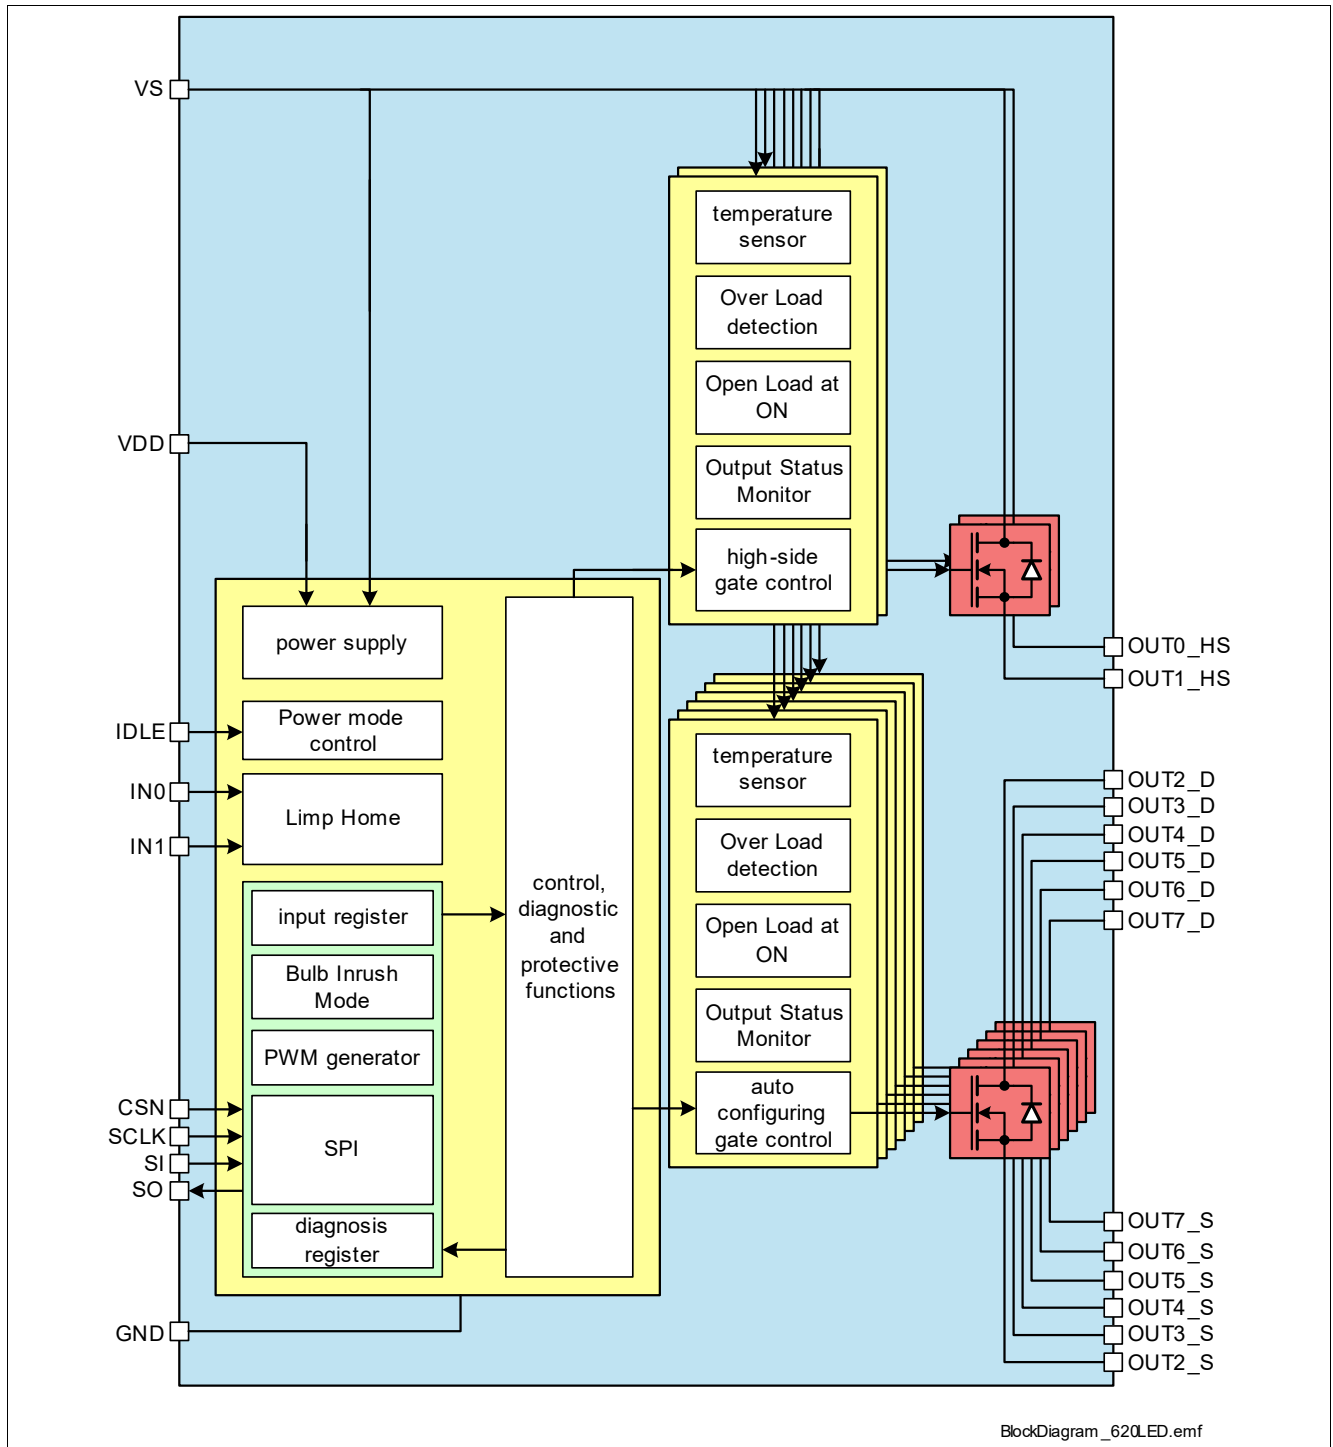 VS
temperature
sensor
Over Load
detection
Open Load at
ON
VDD
Output Status
Monitor
high-side
gate control
power supply
OUT0_HS
OUT1_HS
IDLE
Power mode
control
IN0
Limp Home
IN1
temperature
sensor
OUT2_D
OUT3_D
OUT4_D
OUT5_D
OUT6_D
OUT7_D
Over Load
detection
Open Load at
ON
control,
diagnostic
and
protective
functions
input register
Bulb Inrush
Mode
PWM generator
Output Status
Monitor
auto
configuring
gate control
CSN
SCLK
SI
SO
SPI
diagnosis
register
OUT7_S
OUT6_S
OUT5_S
OUT4_S
OUT3_S
OUT2_S
GND
BlockDiagram_620LED.emf